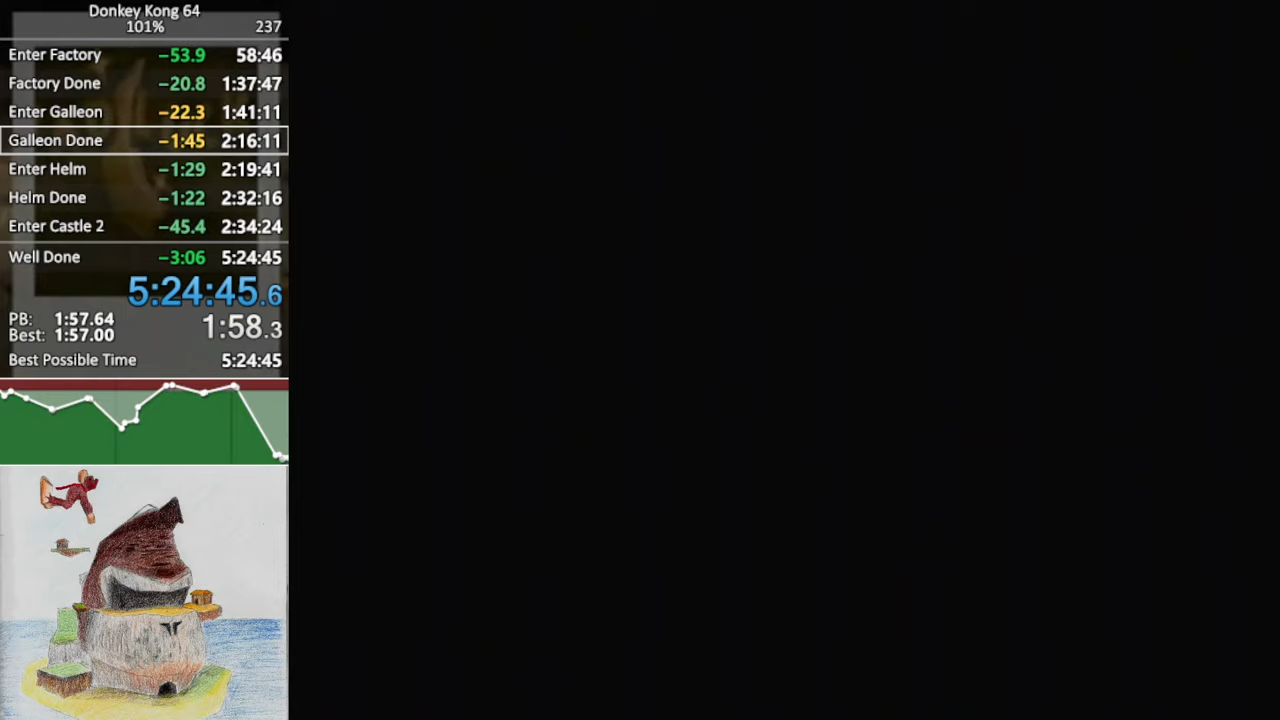 Donkey Kong 64
101% 237
Enter Factory −53.9 58:46
Factory Done −20.8 1:37:47
Enter Galleon −22.3 1:41:11
Galleon Done −1:45 2:16:11
Enter Helm −1:29 2:19:41
Helm Done −1:22 2:32:16
Enter Castle 2 −45.4 2:34:24
Well Done −3:06 5:24:45
5:24:45.6
PB: 1:57.64 1:58.3
Best: 1:57.00
Best Possible Time 5:24:45